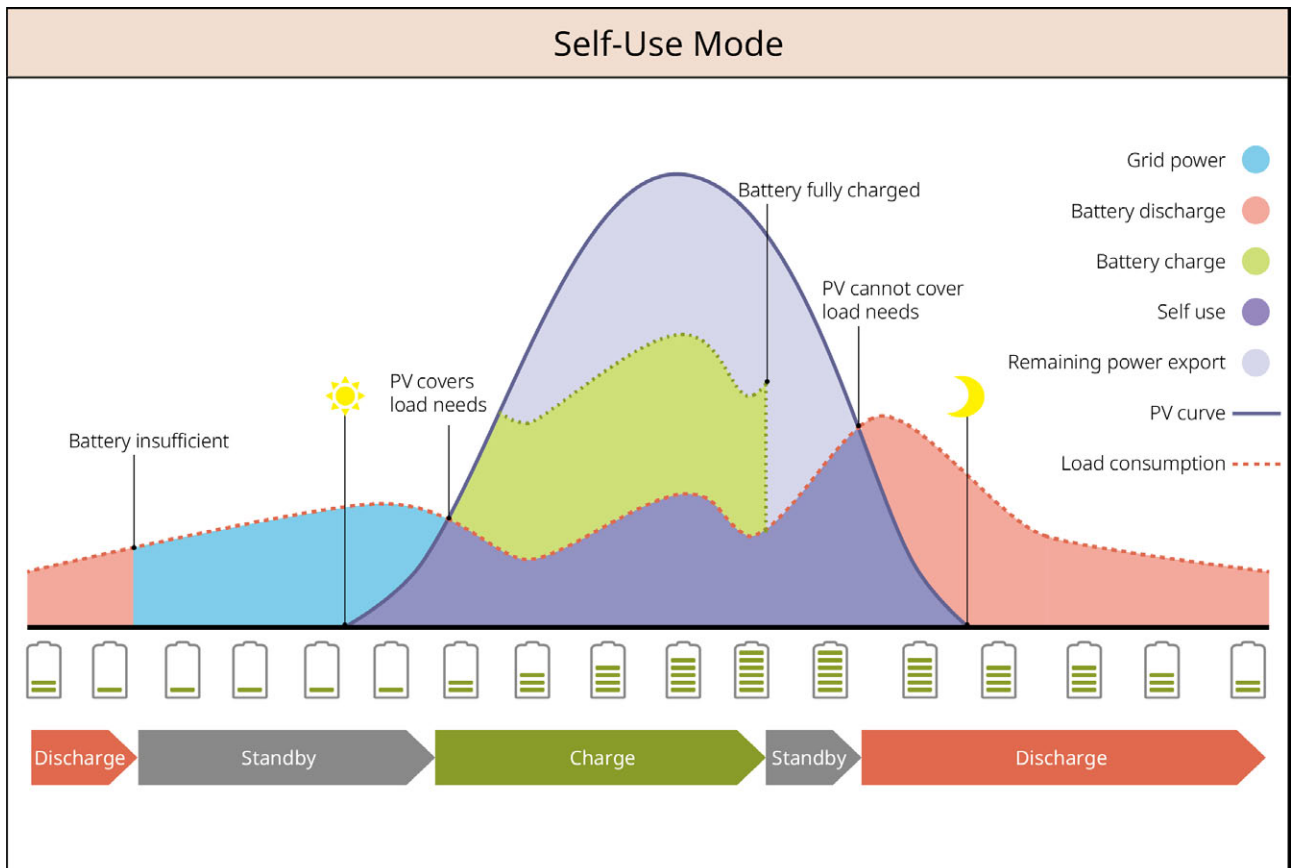 Self-Use Mode
Grid power
Battery discharge
Battery charge
Self use
Remaining power export
PV curve
Load consumption
Battery fully charged
PV cannot cover
load needs
PV covers
load needs
Battery insufficient
Discharge
Standby
Charge
Standby
Discharge